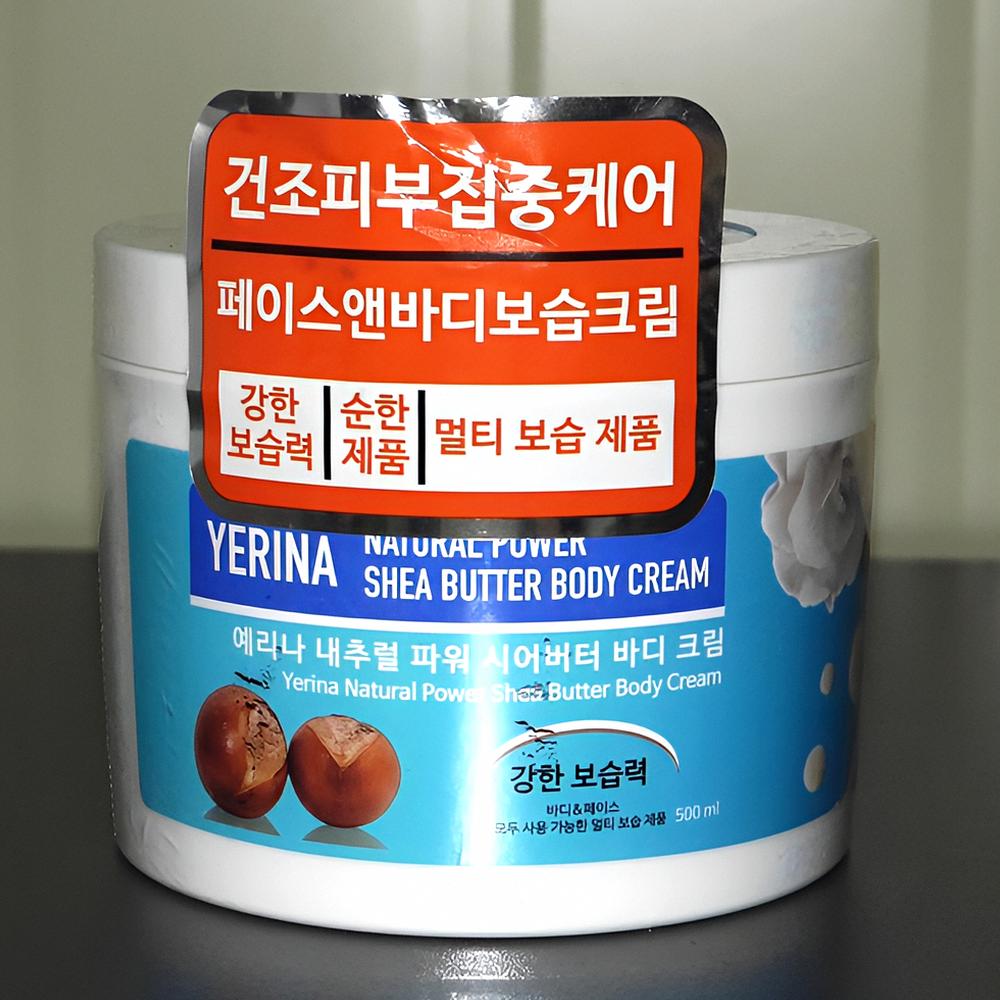 건조피부집중케어
페이스앤바디보습크림
강한
보습력
순한
제품
멀티 보습 제품
YERINA
NATURAL POWER
SHEA BUTTER BODY CREAM
예리나 내추럴 파워 시어버터 바디 크림
Yerina Natural Power Shea Butter Body Cream
강한 보습력
바디&페이스
모두 사용 가능한 멀티 보습 제품
500 ml